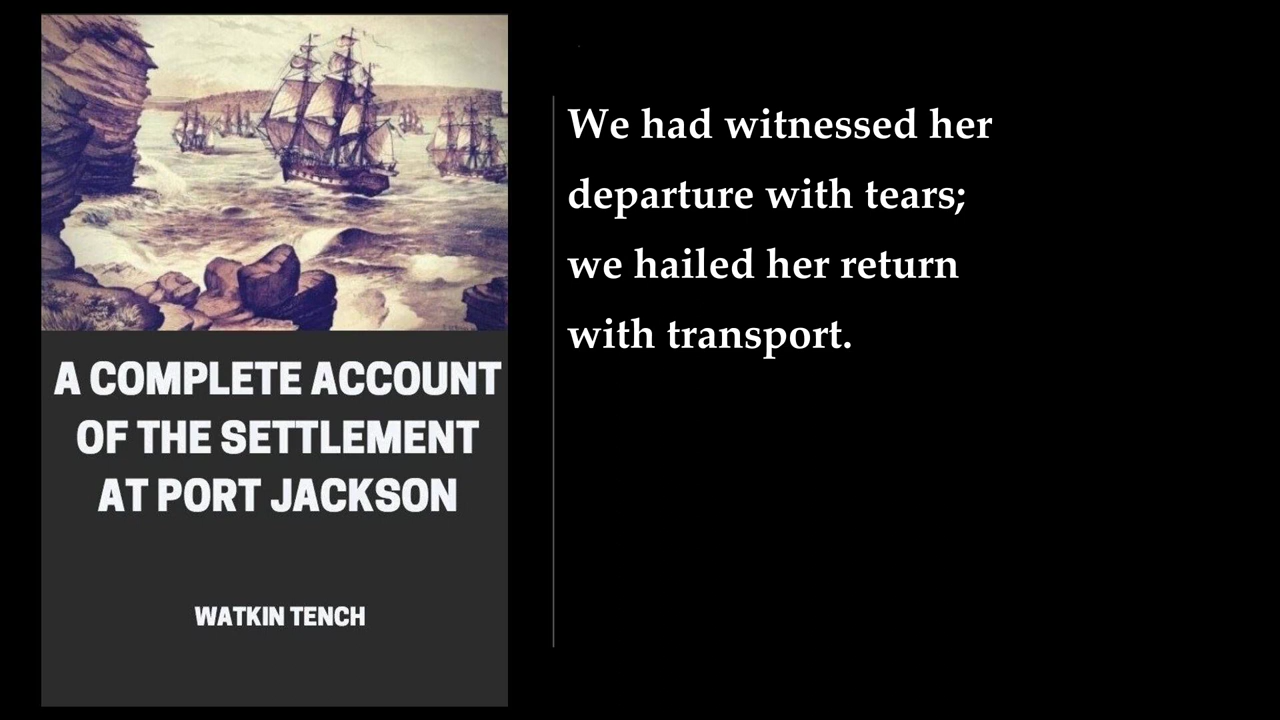 A COMPLETE ACCOUNT
OF THE SETTLEMENT
AT PORT JACKSON
WATKIN TENCH
We had witnessed her
departure with tears;
we hailed her return
with transport.